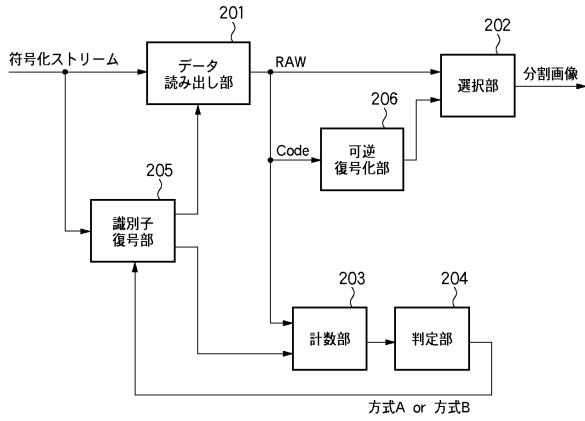 201
202
符号化ストリーム
データ
読み出し部
RAW
選択部
分割画像
206
Code
可逆
復号化部
205
識別子
復号部
203
204
計数部
判定部
方式A or 方式B